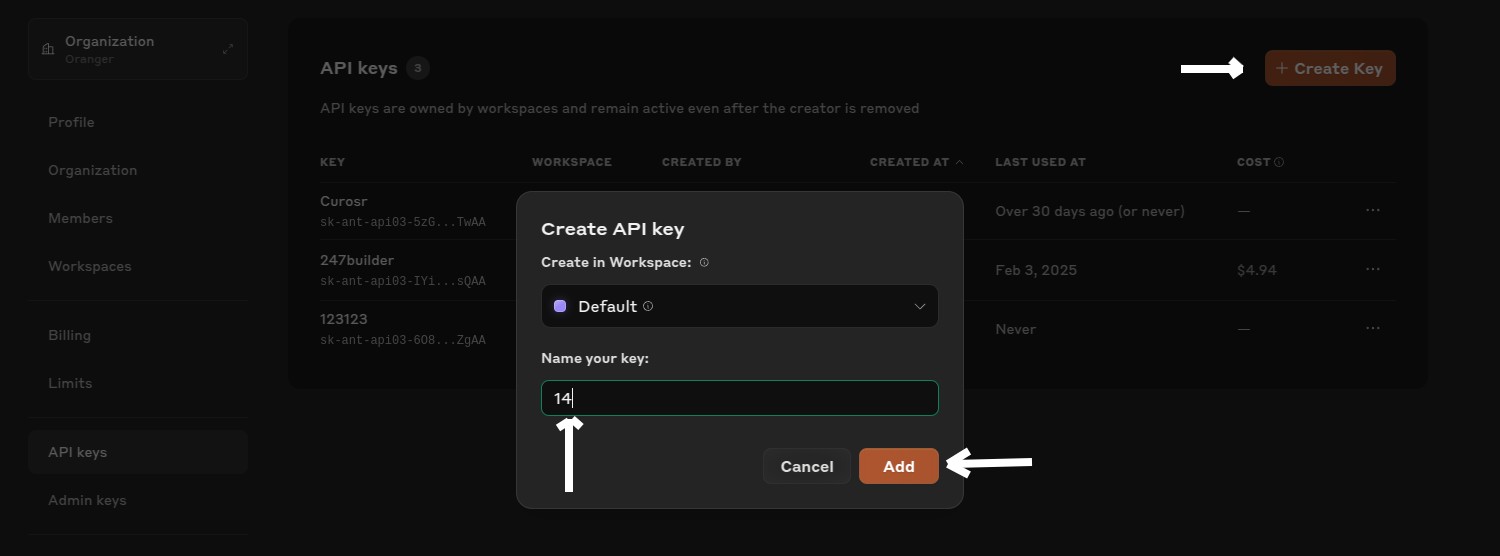 Organization
Oranger
Profile
Organization
Members
Workspaces
Billing
Limits
API keys
Admin keys
API keys 3
+ Create Key
API keys are owned by workspaces and remain active even after the creator is removed
KEY WORKSPACE CREATED BY CREATED AT LAST USED AT COST
Curosr
sk-ant-api03-5zG...TwAA
Over 30 days ago (or never) —
247builder
sk-ant-api03-IYi...sQAA
Feb 3, 2025 $4.94
123123
sk-ant-api03-6O8...ZgAA
Never —
Create API key
Create in Workspace:
Default
Name your key:
14
Cancel Add